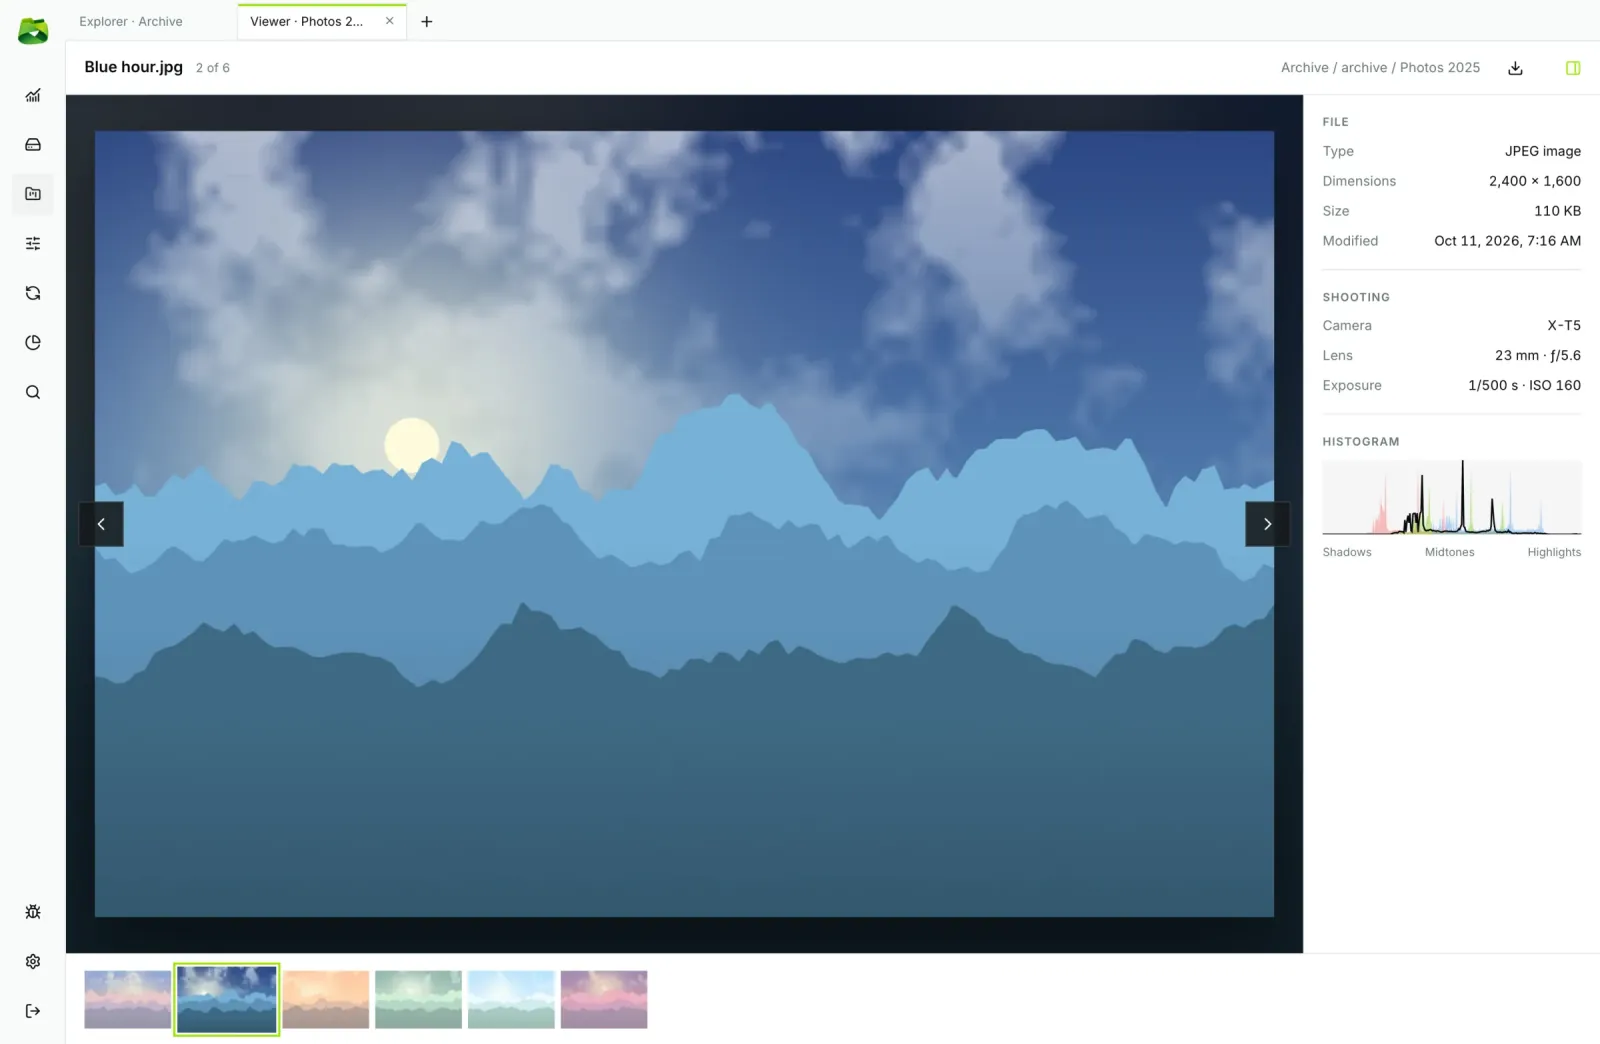 Explorer · Archive
Viewer · Photos 2...
Blue hour.jpg
2 of 6
Archive / archive / Photos 2025
FILE
Type
JPEG image
Dimensions
2,400 × 1,600
Size
110 KB
Modified
Oct 11, 2026, 7:16 AM
SHOOTING
Camera
X-T5
Lens
23 mm · ƒ/5.6
Exposure
1/500 s · ISO 160
HISTOGRAM
Shadows
Midtones
Highlights